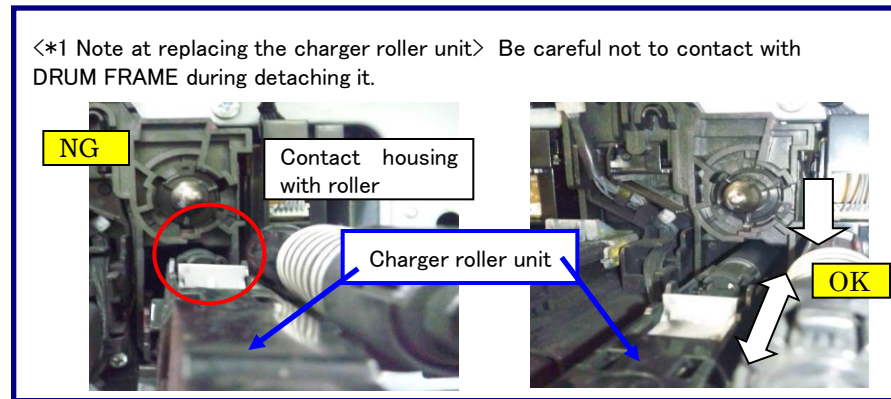 <*1 Note at replacing the charger roller unit> Be careful not to contact with
DRUM FRAME during detaching it.
NG
Contact housing
with roller
Charger roller unit
OK